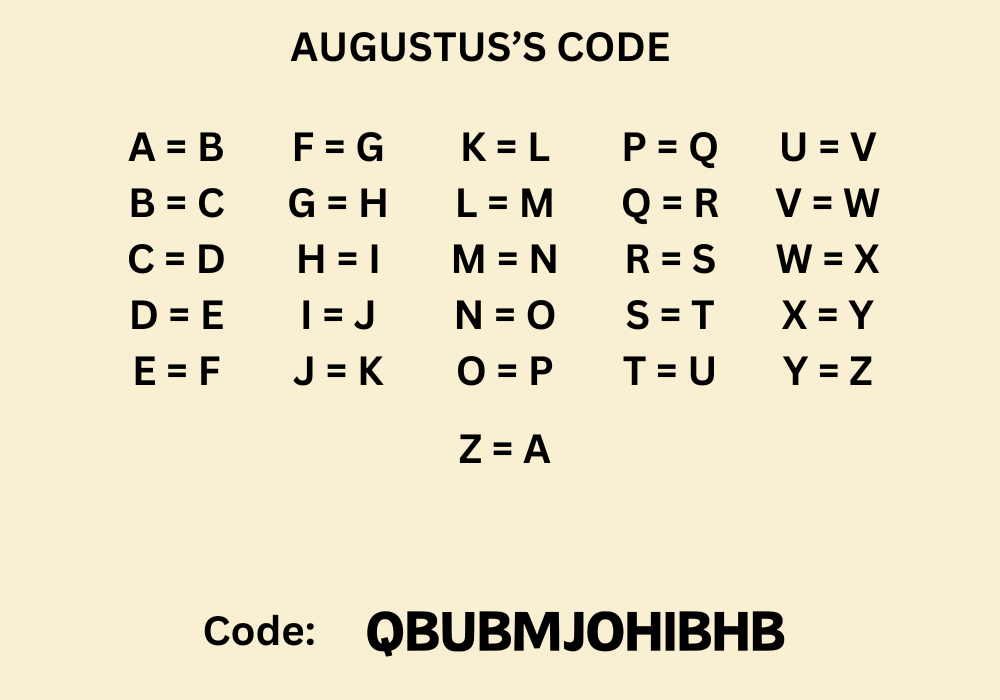 AUGUSTUS’S CODE
A = B F = G K = L P = Q U = V
B = C G = H L = M Q = R V = W
C = D H = I M = N R = S W = X
D = E I = J N = O S = T X = Y
E = F J = K O = P T = U Y = Z
Z = A
Code: QBUBMJOHIBHB